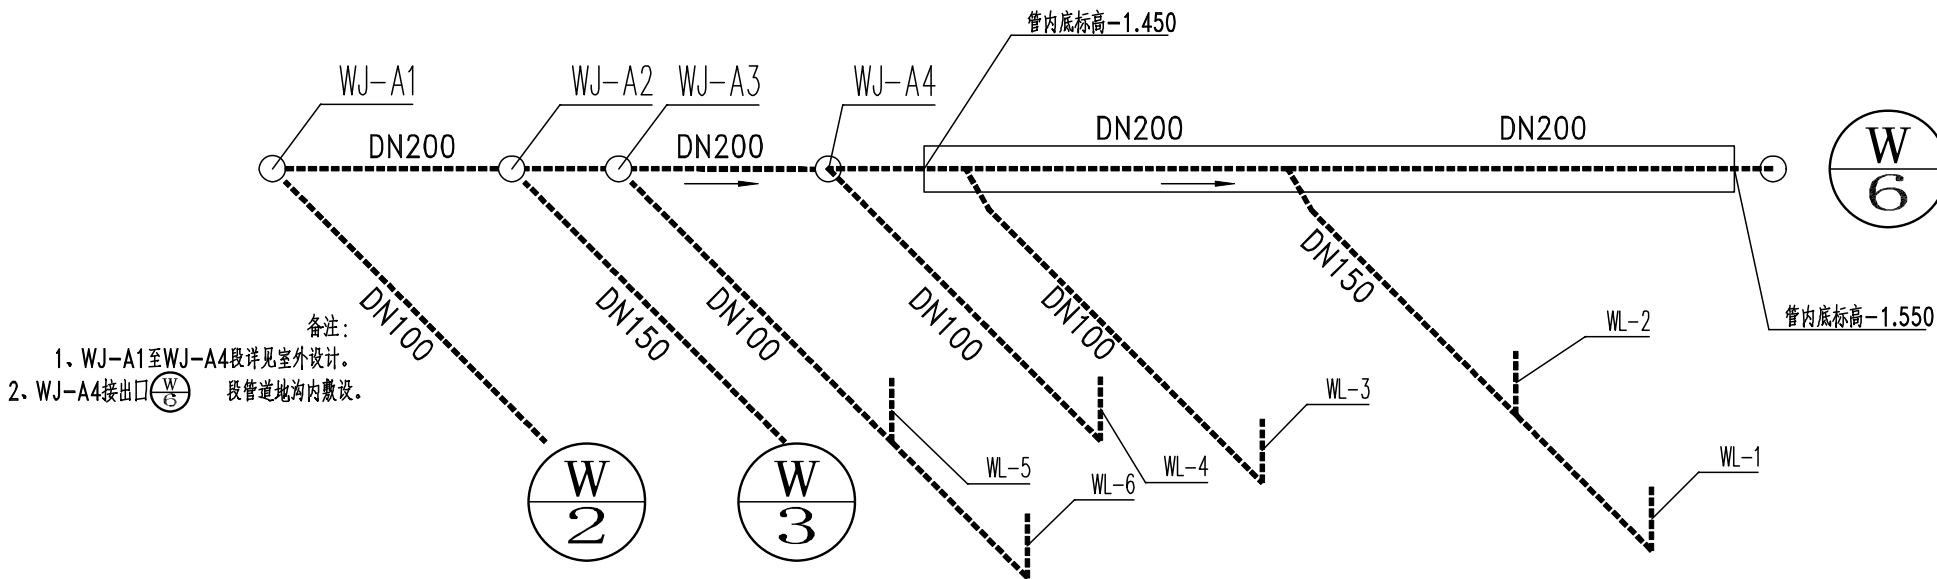 管内底标高-1.450
WJ-A1
WJ-A2
WJ-A3
WJ-A4
DN200
DN200
DN200
DN200
W
6
DN100
DN150
DN100
DN100
DN100
DN150
管内底标高-1.550
备注:
1、WJ-A1至WJ-A4段详见室外设计。
2、WJ-A4接出口 W/6 段管道地沟内敷设。
WL-2
WL-3
WL-1
WL-5
WL-4
WL-6
W
2
W
3